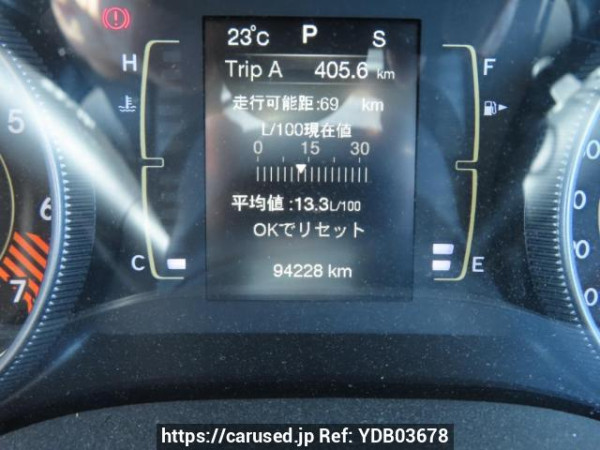 23°C P S
H F
Trip A 405.6 km
走行可能距:69 km
L/100現在値
0 15 30
5
6
7
平均値:13.3L/100
OKでリセット
C E
94228 km
https://carused.jp Ref: YDB03678